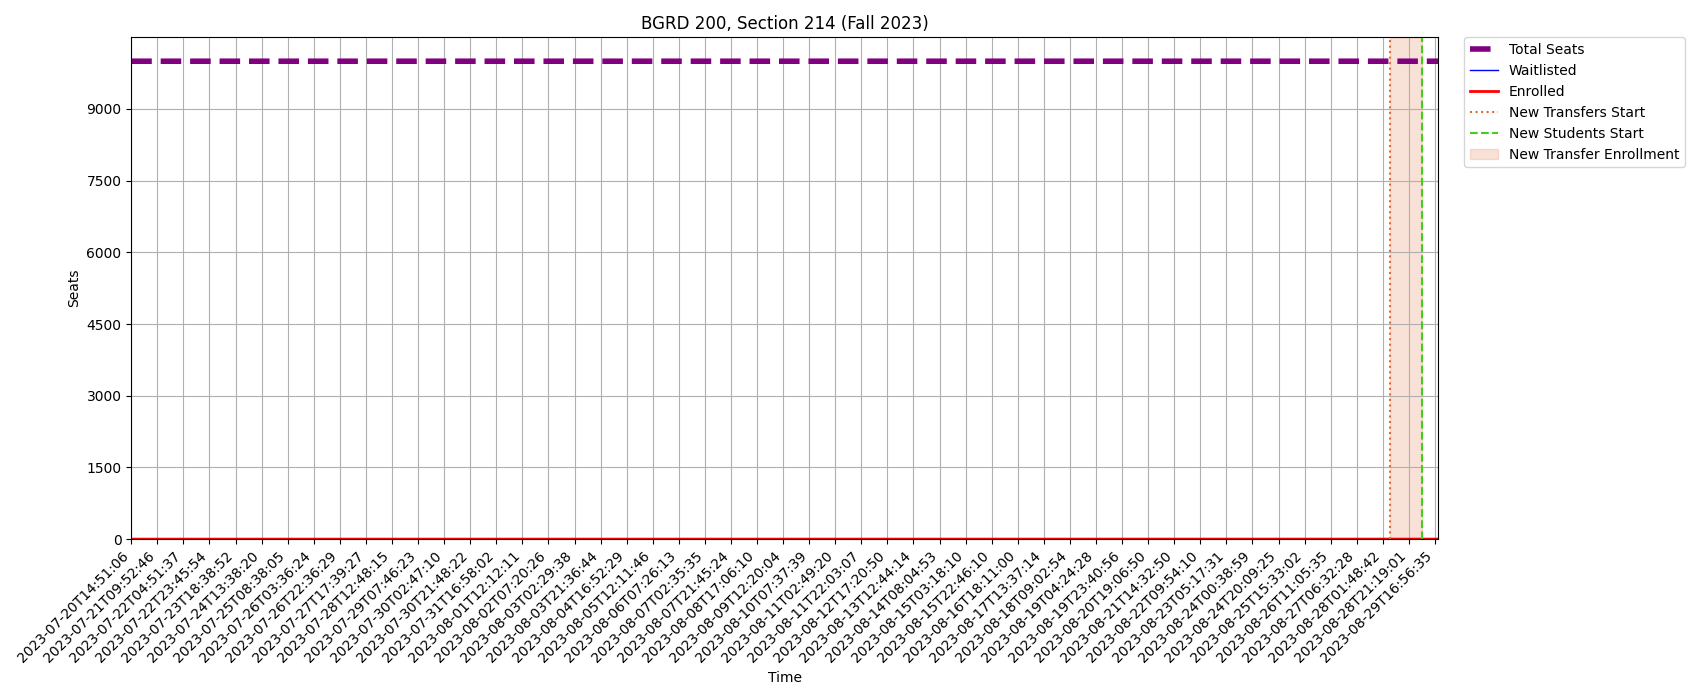 BGRD 200, Section 214 (Fall 2023)
Total Seats
Waitlisted
Enrolled
New Transfers Start
New Students Start
New Transfer Enrollment
Seats
9000
7500
6000
4500
3000
1500
0
2023-07-20T14:51:06
2023-07-21T09:52:46
2023-07-22T04:51:37
2023-07-22T23:45:54
2023-07-23T18:38:52
2023-07-24T13:38:20
2023-07-25T08:38:05
2023-07-26T03:36:24
2023-07-26T22:36:29
2023-07-27T17:39:27
2023-07-28T12:48:15
2023-07-29T07:46:23
2023-07-30T02:47:10
2023-07-30T21:48:22
2023-07-31T16:58:02
2023-08-01T12:12:11
2023-08-02T07:20:26
2023-08-03T02:29:38
2023-08-03T21:36:44
2023-08-04T16:52:29
2023-08-05T12:11:46
2023-08-06T07:26:13
2023-08-07T02:35:35
2023-08-07T21:45:24
2023-08-08T17:06:10
2023-08-09T12:20:04
2023-08-10T07:37:39
2023-08-11T02:49:20
2023-08-11T22:03:07
2023-08-12T17:20:50
2023-08-13T12:44:14
2023-08-14T08:04:53
2023-08-15T03:18:10
2023-08-15T22:46:10
2023-08-16T18:11:00
2023-08-17T13:37:14
2023-08-18T09:02:54
2023-08-19T04:24:28
2023-08-19T23:40:56
2023-08-20T19:06:50
2023-08-21T14:32:50
2023-08-22T09:54:10
2023-08-23T05:17:31
2023-08-24T00:38:59
2023-08-24T20:09:25
2023-08-25T15:33:02
2023-08-26T11:05:35
2023-08-27T06:32:28
2023-08-28T01:48:42
2023-08-28T21:19:01
2023-08-29T16:56:35
Time